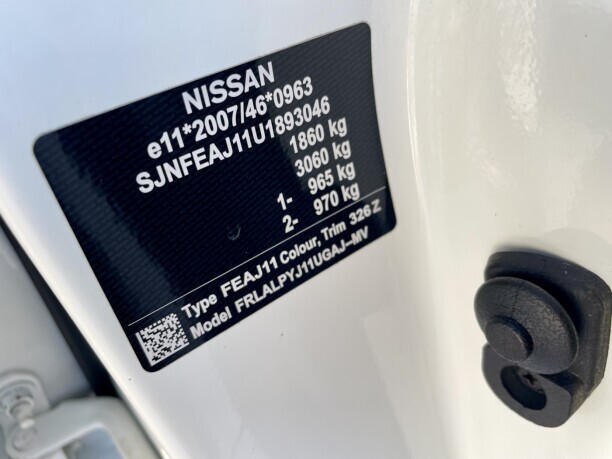 NISSAN
e11*2007/46*0963
SJNFEAJ11U1893046
1860 kg
3060 kg
1- 965 kg
2- 970 kg
Type FEAJ11 Colour, Trim 326 Z
Model FRLALPYJ11UGAJ-MV